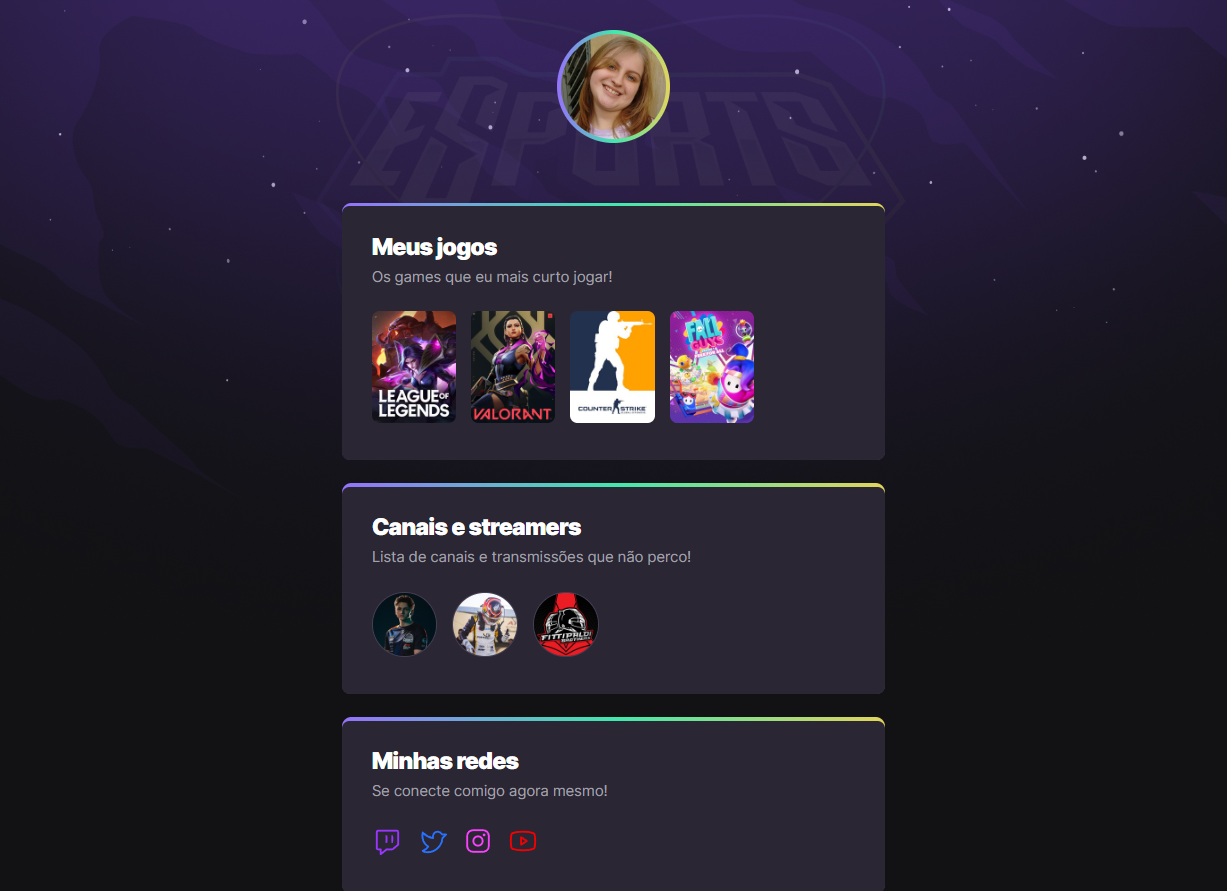 ESPORTS
Meus jogos
Os games que eu mais curto jogar!
LEAGUE OF
LEGENDS
VALORANT
COUNTER STRIKE
FALL
GUYS
Canais e streamers
Lista de canais e transmissões que não perco!
FITTIPALDI
BROTHERS
Minhas redes
Se conecte comigo agora mesmo!